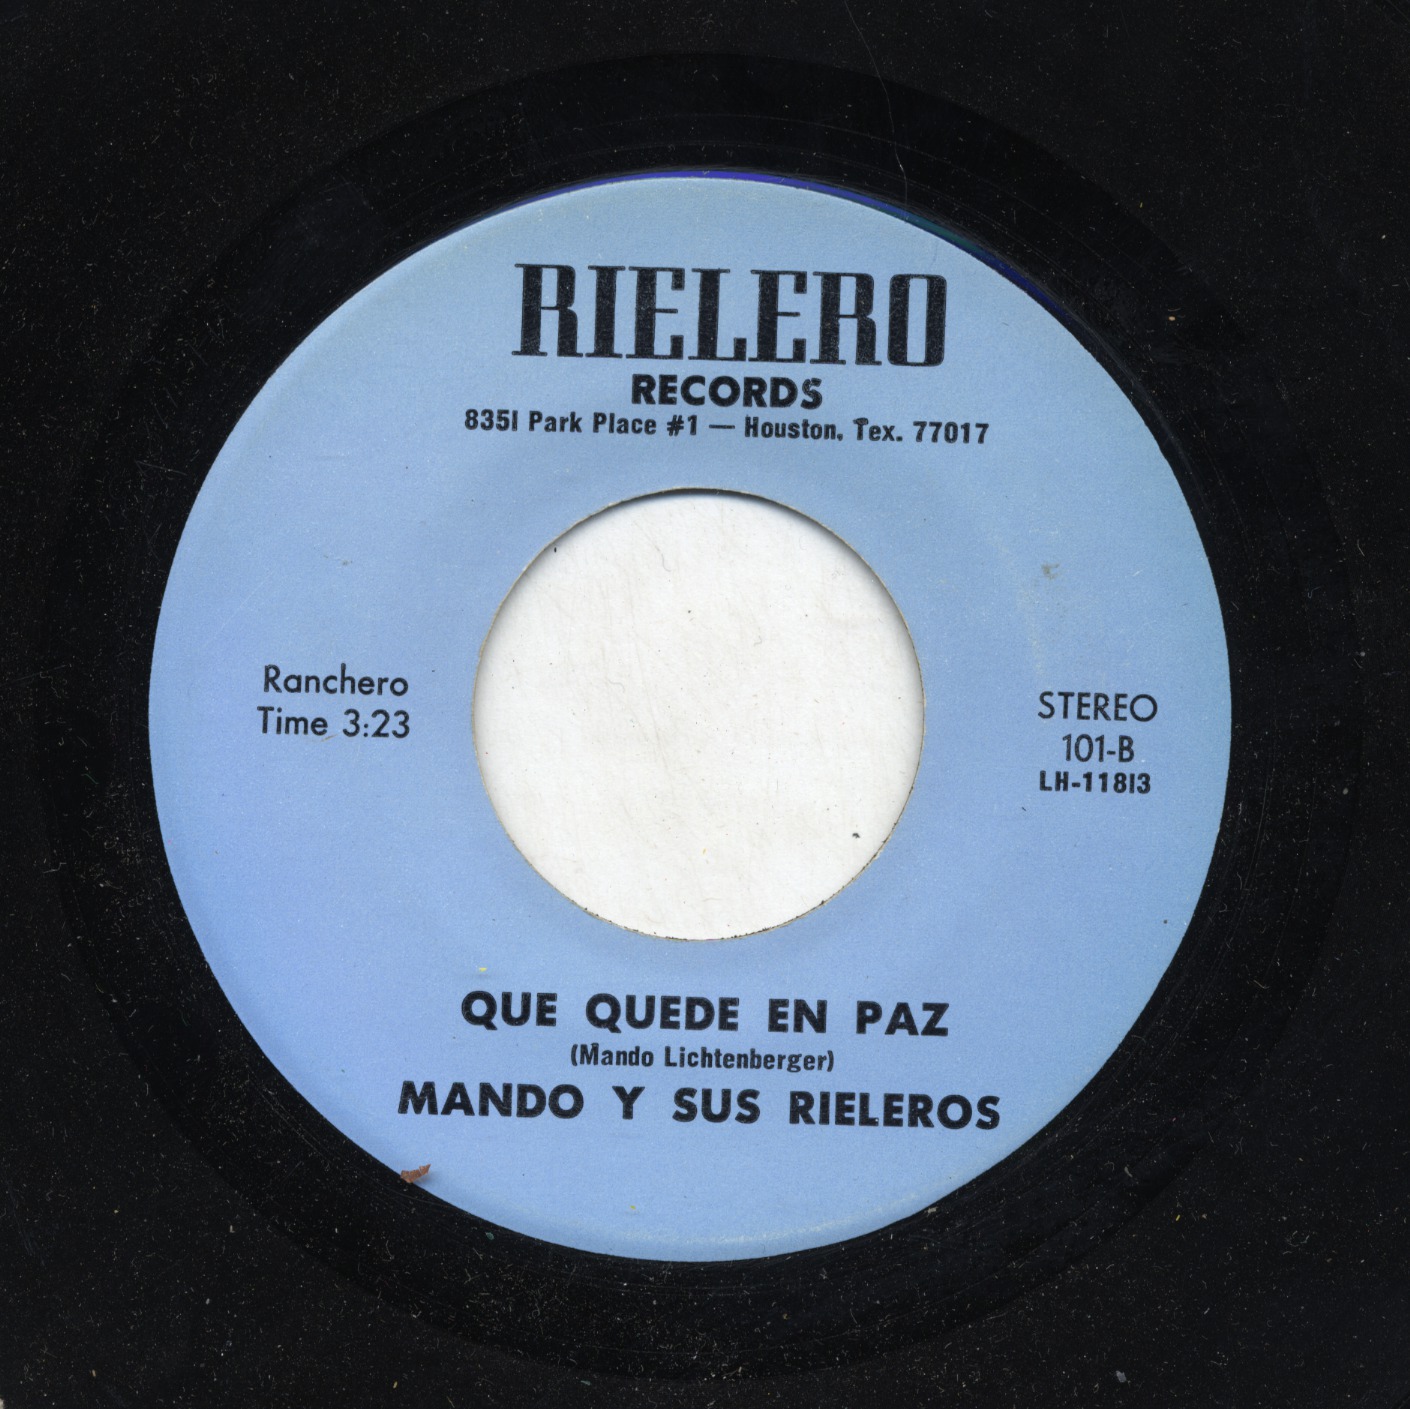 RIELERO
RECORDS
8351 Park Place #1 — Houston, Tex. 77017
Ranchero
Time 3:23
STEREO
101-B
LH-11813
QUE QUEDE EN PAZ
(Mando Lichtenberger)
MANDO Y SUS RIELEROS